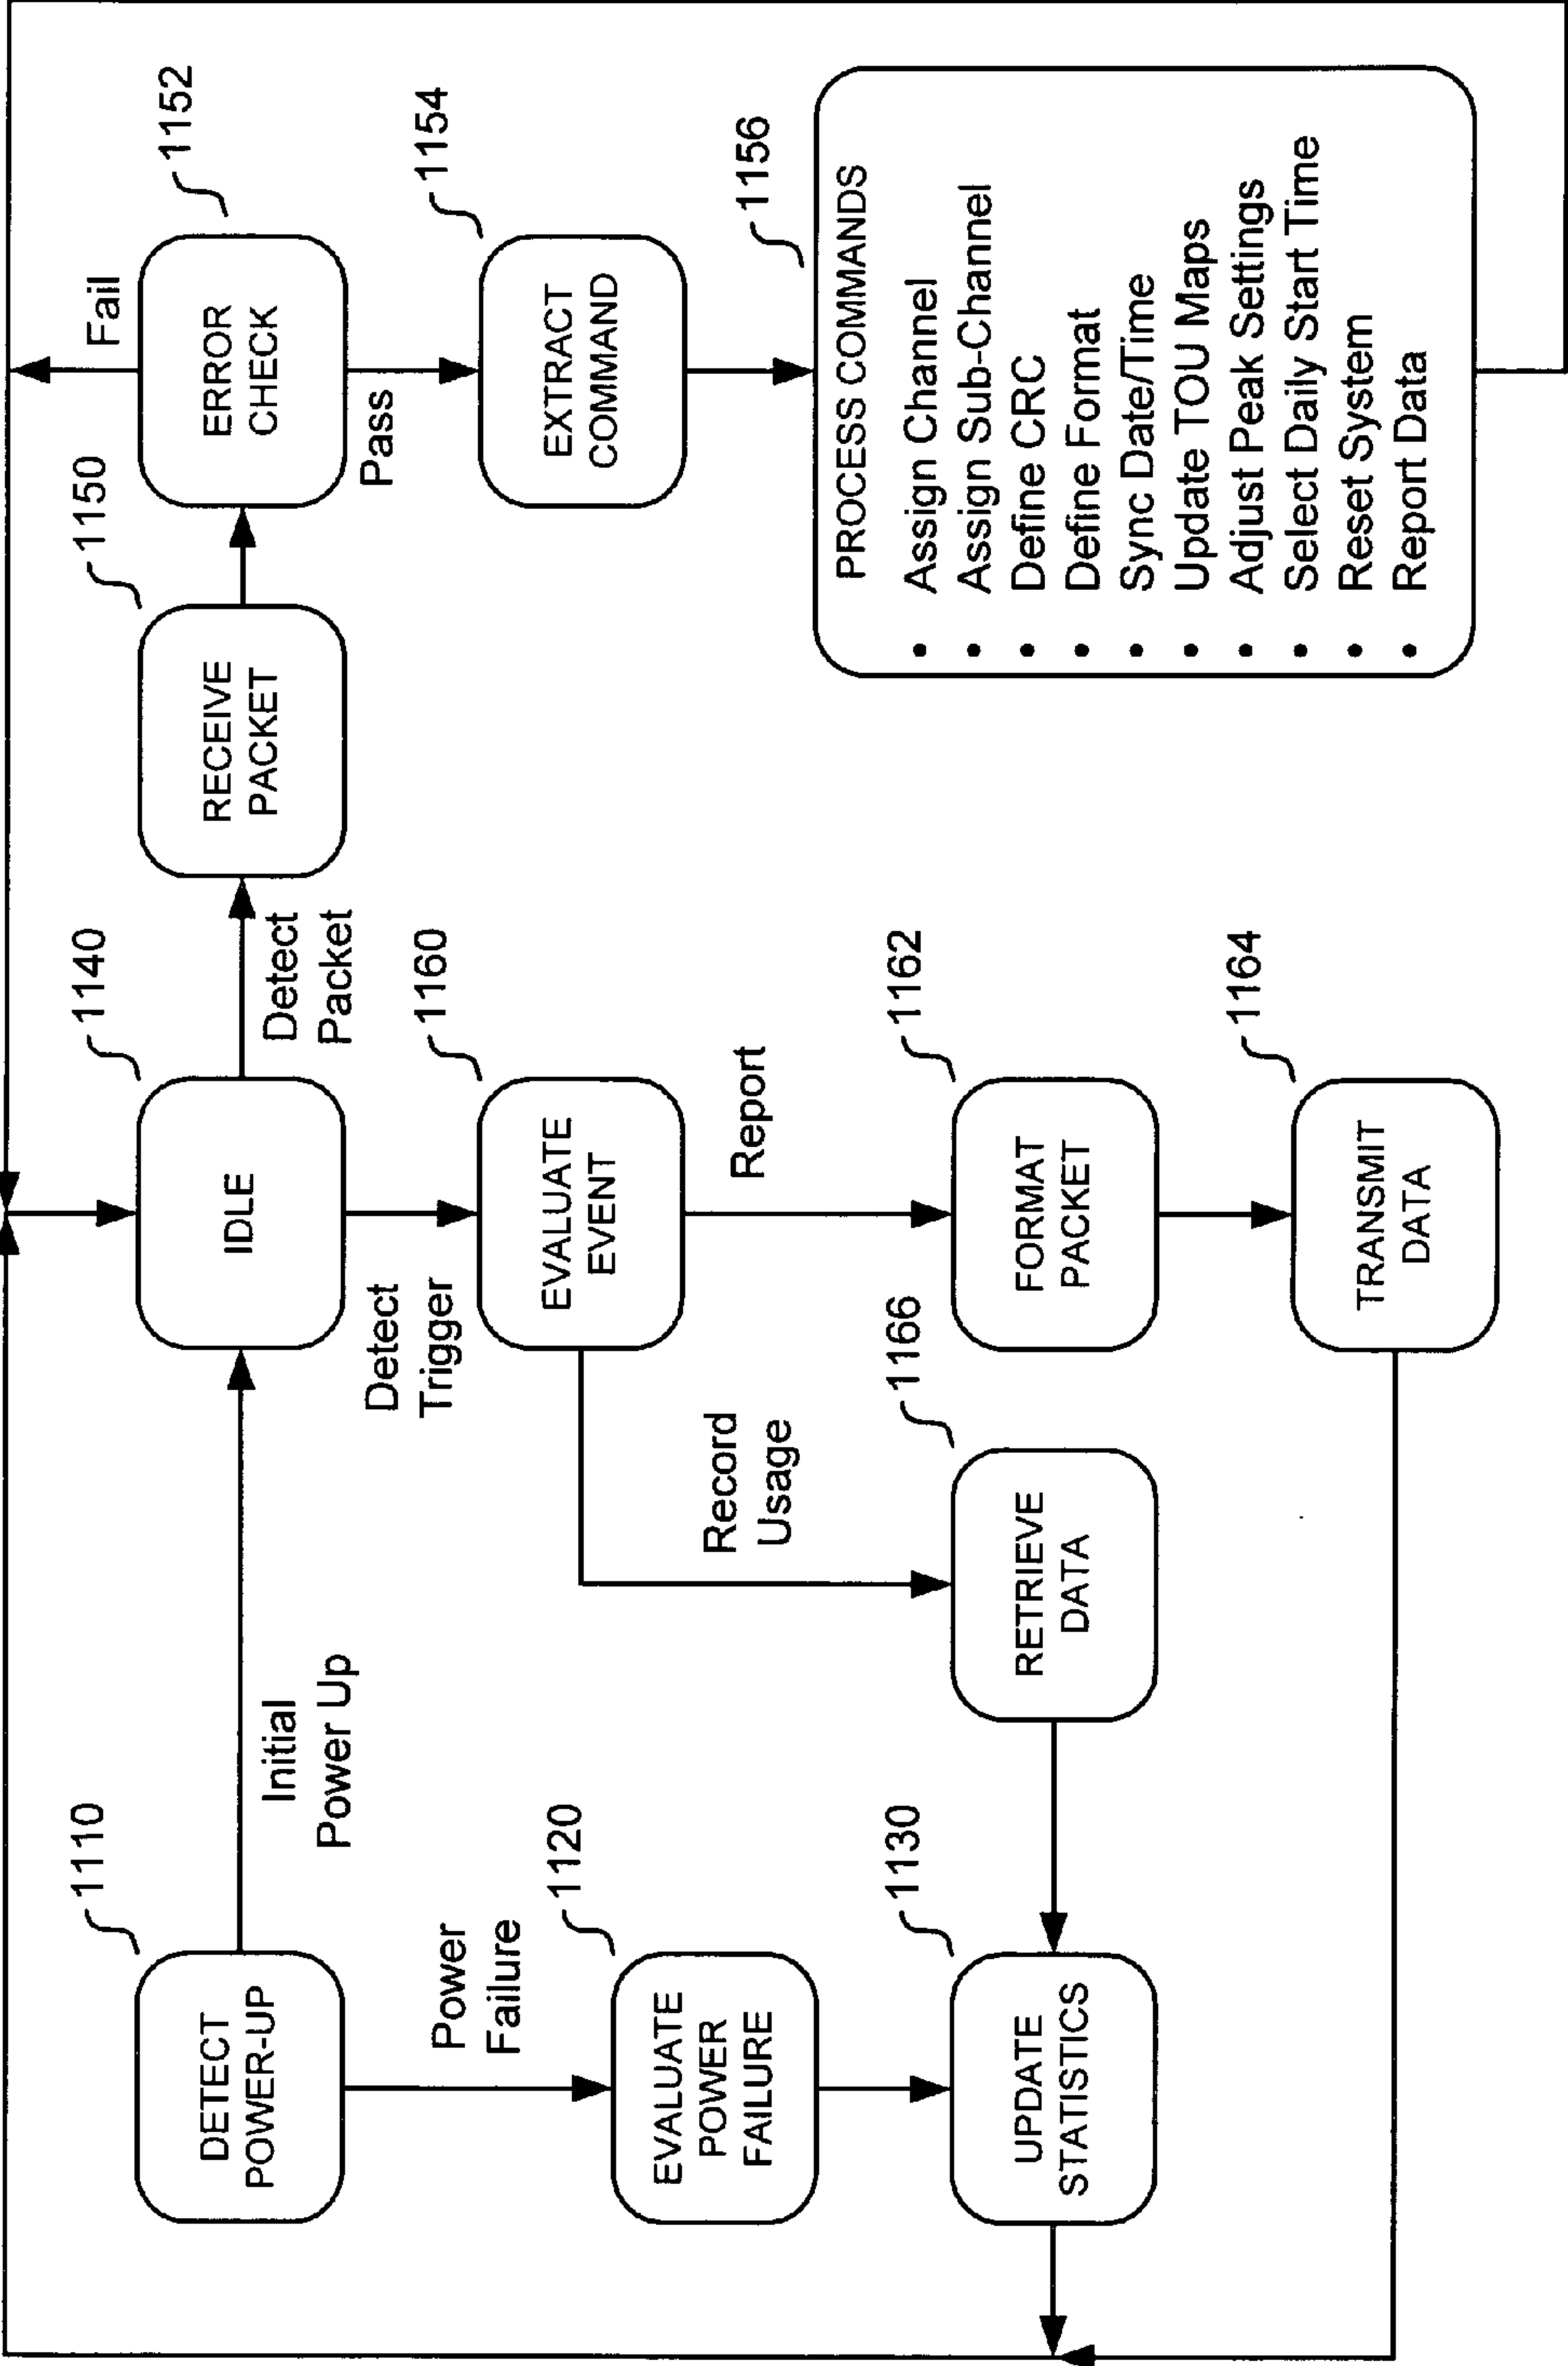 1110
DETECT
POWER-UP
Initial
Power Up
1140
IDLE
Detect
Packet
1150
RECEIVE
PACKET
1152
ERROR
CHECK
Fail
Pass
Power
Failure
1120
EVALUATE
POWER
FAILURE
Detect
Trigger
1160
EVALUATE
EVENT
1154
EXTRACT
COMMAND
Record
Usage
Report
1130
UPDATE
STATISTICS
1166
RETRIEVE
DATA
1162
FORMAT
PACKET
1164
TRANSMIT
DATA
1156
PROCESS COMMANDS
• Assign Channel
• Assign Sub-Channel
• Define CRC
• Define Format
• Sync Date/Time
• Update TOU Maps
• Adjust Peak Settings
• Select Daily Start Time
• Reset System
• Report Data